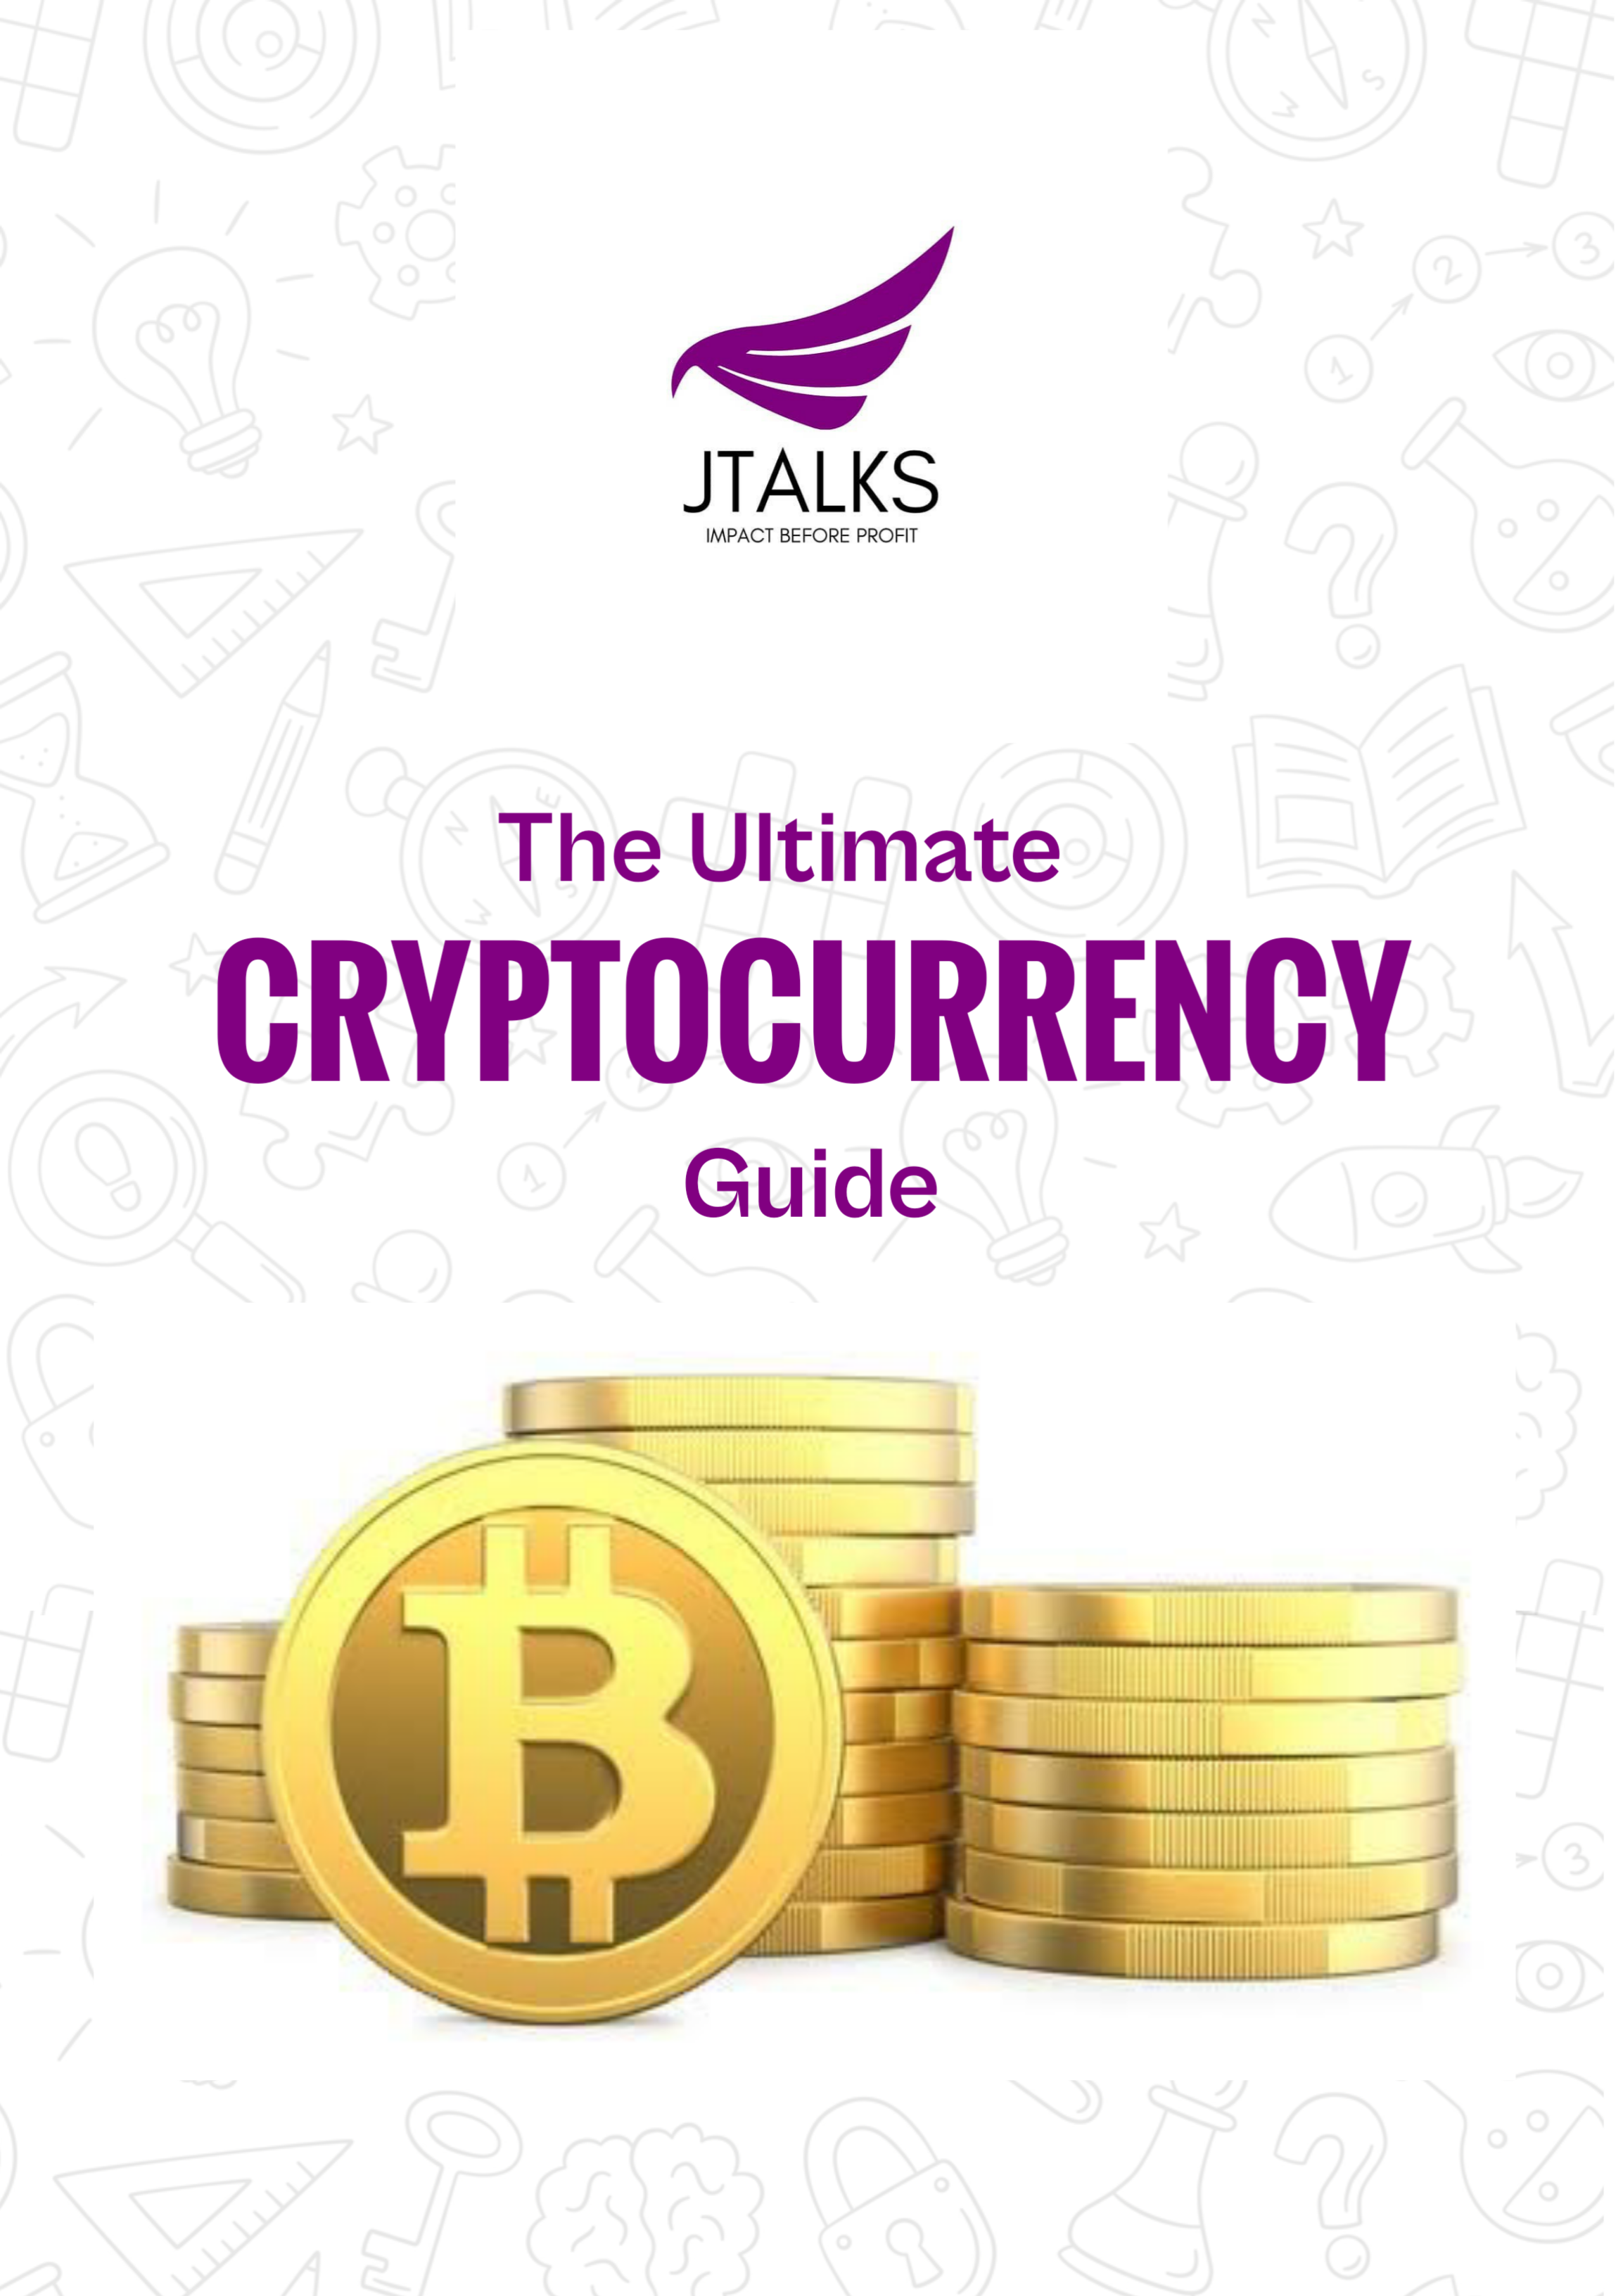 JTALKS
IMPACT BEFORE PROFIT
The Ultimate
CRYPTOCURRENCY
Guide